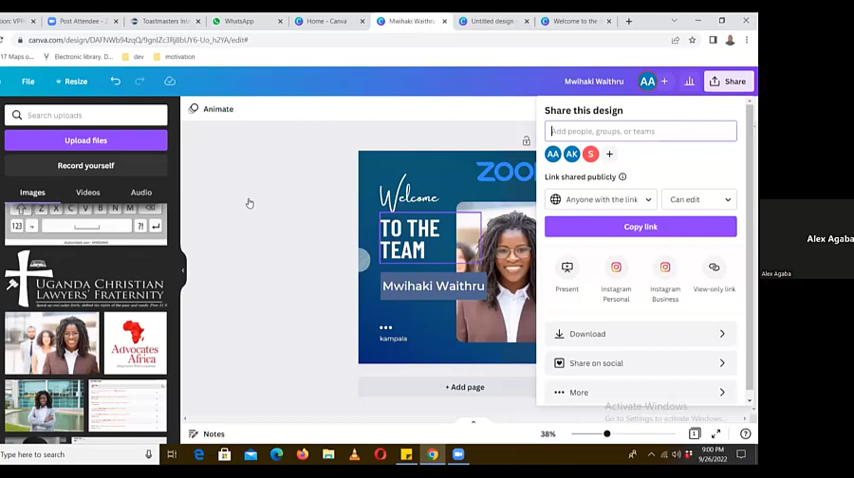 Post Attendee -
Toastmasters Inte
WhatsApp
Home - Canva
Mwihaki Waithru
Untitled design
Welcome to the
canva.com/design/DAFNWb94zqQ/
17 Maps o...
Electronic library. D...
dev
motivation
File
Resize
Mwihaki Waithru
AA
+
Share
Search uploads
Upload files
Record yourself
Images
Videos
Audio
123
UGANDA CHRISTIAN
LAWYERS' FRATERNITY
Advocates
Africa
Animate
ZOO
Welcome
TO THE
TEAM
Mwihaki Waithru
kampala
+ Add page
Notes
38%
1
Share this design
Add people, groups, or teams
AA
AK
S
+
Link shared publicly
Anyone with the link
Can edit
Copy link
Present
Instagram
Personal
Instagram
Business
View-only link
Download
Share on social
More
Activate Windows
Go to Settings to activate Windows.
Type here to search
9:00 PM
9/26/2022
Alex Agaba
Alex Agaba